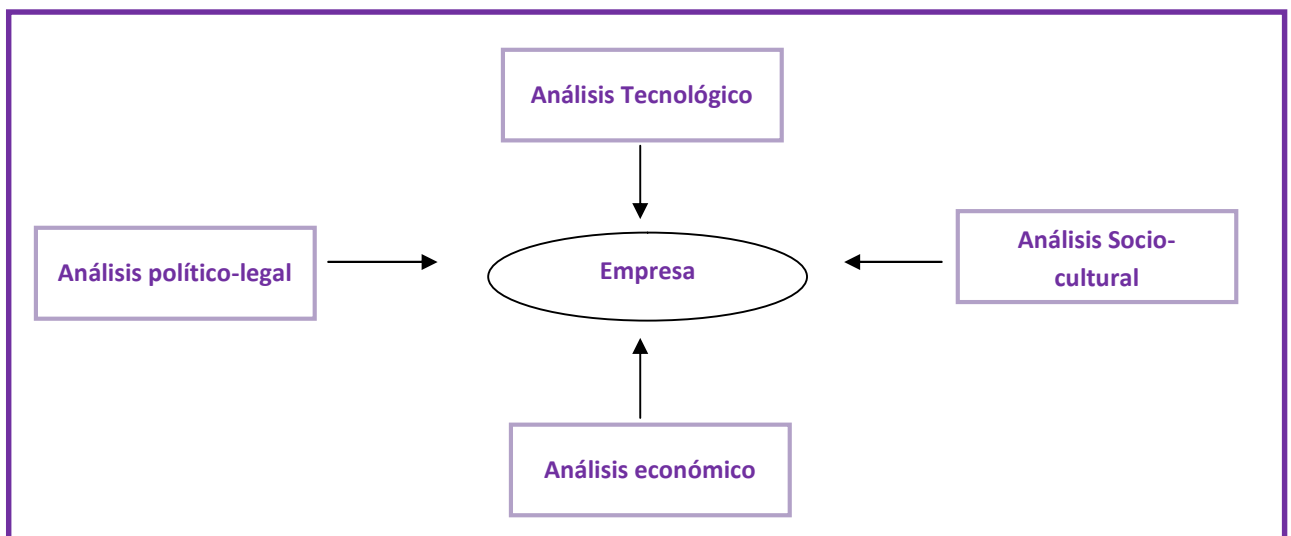 Análisis Tecnológico
Análisis político-legal
Empresa
Análisis Socio-
cultural
Análisis económico